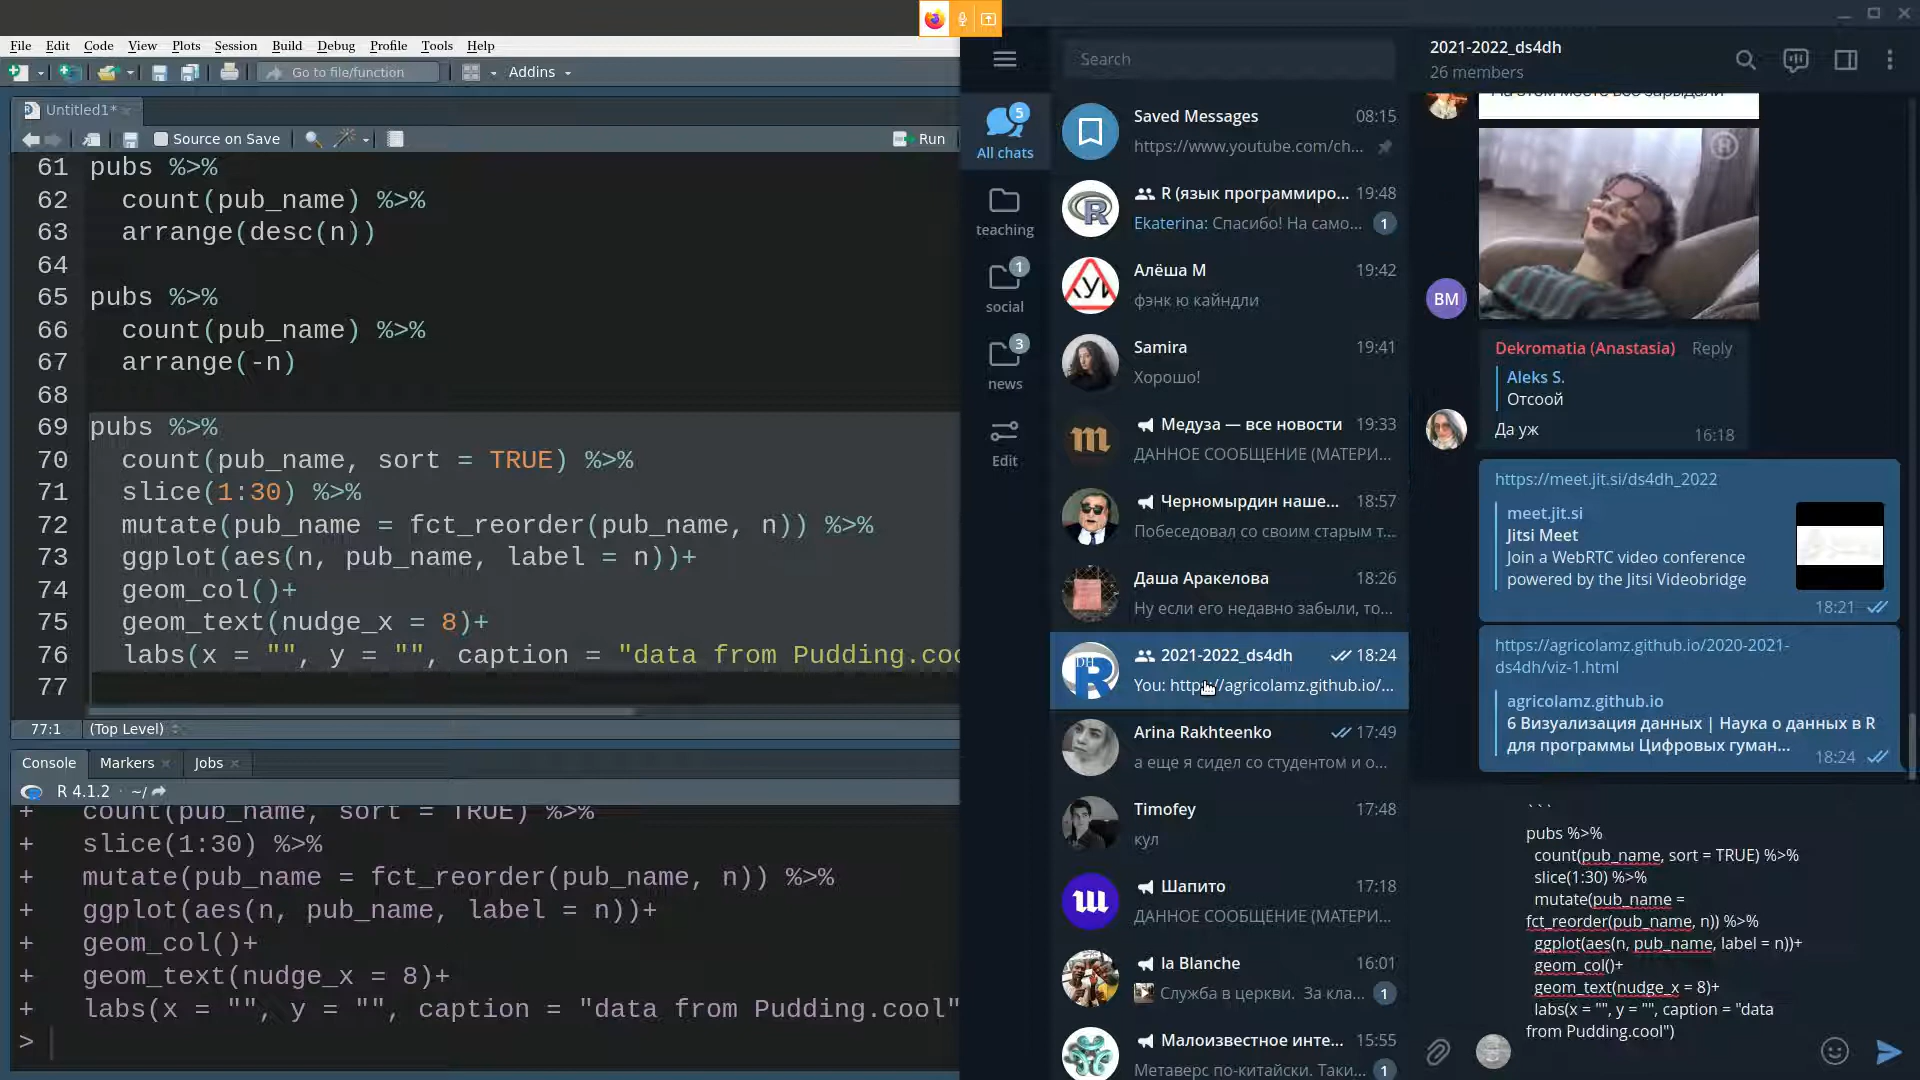 File Edit Code View Plots Session Build Debug Profile Tools Help
Go to file/function
Addins
Untitled1*
Source on Save
Run
61 pubs %>%
62 count(pub_name) %>%
63 arrange(desc(n))
64
65 pubs %>%
66 count(pub_name) %>%
67 arrange(-n)
68
69 pubs %>%
70 count(pub_name, sort = TRUE) %>%
71 slice(1:30) %>%
72 mutate(pub_name = fct_reorder(pub_name, n)) %>%
73 ggplot(aes(n, pub_name, label = n))+
74 geom_col()+
75 geom_text(nudge_x = 8)+
76 labs(x = "", y = "", caption = "data from Pudding.coo
77
77:1 (Top Level)
Console Markers Jobs
R 4.1.2 · ~/
+ count(pub_name, sort = TRUE) %>%
+ slice(1:30) %>%
+ mutate(pub_name = fct_reorder(pub_name, n)) %>%
+ ggplot(aes(n, pub_name, label = n))+
+ geom_col()+
+ geom_text(nudge_x = 8)+
+ labs(x = "", y = "", caption = "data from Pudding.cool"
>
5
All chats
teaching
1
social
3
news
Edit
Search
Saved Messages 08:15
https://www.youtube.com/ch...
R (язык программиро... 19:48
Ekaterina: Спасибо! На само... 1
Алёша М 19:42
фэнк ю кайндли
Samira 19:41
Хорошо!
Медуза — все новости 19:33
ДАННОЕ СООБЩЕНИЕ (МАТЕРИ...
Черномырдин наше... 18:57
Побеседовал со своим старым т...
Даша Аракелова 18:26
Ну если его недавно забыли, то...
2021-2022_ds4dh 18:24
You: https://agricolamz.github.io/...
Arina Rakhteenko 17:49
а еще я сидел со студентом и о...
Timofey 17:48
кул
Шапито 17:18
ДАННОЕ СООБЩЕНИЕ (МАТЕРИ...
la Blanche 16:01
Служба в церкви. За кла... 1
Малоизвестное инте... 15:55
Метаверс по-китайски. Таки... 1
2021-2022_ds4dh
26 members
BM
Dekromatia (Anastasia) Reply
Aleks S.
Отсоой
Да уж 16:18
https://meet.jit.si/ds4dh_2022
meet.jit.si
Jitsi Meet
Join a WebRTC video conference
powered by the Jitsi Videobridge
18:21
https://agricolamz.github.io/2020-2021-
ds4dh/viz-1.html
agricolamz.github.io
6 Визуализация данных | Наука о данных в R
для программы Цифровых гуман... 18:24
```
pubs %>%
count(pub_name, sort = TRUE) %>%
slice(1:30) %>%
mutate(pub_name =
fct_reorder(pub_name, n)) %>%
ggplot(aes(n, pub_name, label = n))+
geom_col()+
geom_text(nudge_x = 8)+
labs(x = "", y = "", caption = "data
from Pudding.cool")